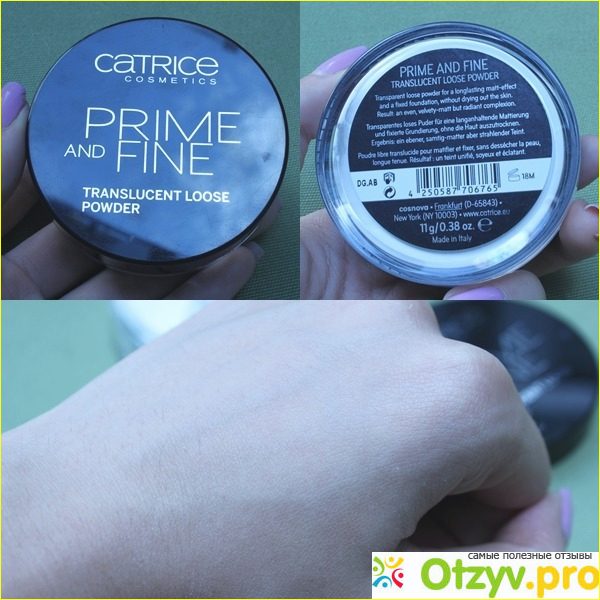 CATRICE
COSMETICS
PRIME
AND FINE
TRANSLUCENT LOOSE
POWDER
PRIME AND FINE
TRANSLUCENT LOOSE POWDER
Transparent loose powder for a longlasting matt-effect
and a fixed foundation, without drying out the skin.
Result: an even, velvety-matt but radiant complexion.
Transparentes loses Puder für eine langanhaltende Mattierung
und fixierte Grundierung, ohne die Haut auszutrocknen.
Ergebnis: ein ebener, samtig-matter aber strahlender Teint.
Poudre libre translucide pour matifier et fixer, sans dessécher la peau,
longue tenue. Résultat : un teint unifié, soyeux et éclatant.
DG.AB
18M
4 250587 706765
cosnova • Frankfurt (D-65843) •
New York (NY 10003) • www.catrice.eu
11g/0.38 oz. ℮
Made in Italy
PRIME
FINE
самые полезные отзывы
Otzyv.pro